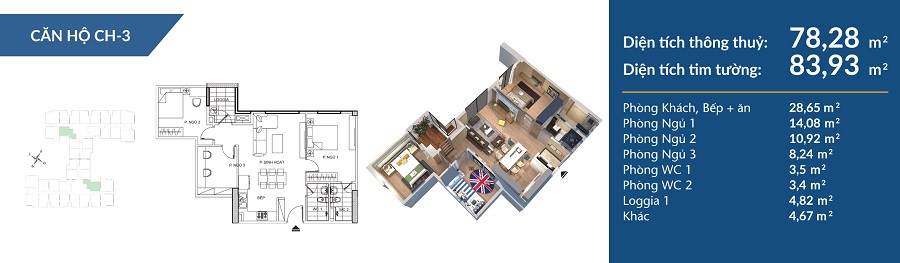 CĂN HỘ CH-3
LOGGIA
P. NGỦ 2
P. NGỦ 3
P. SINH HOẠT
P. NGỦ 1
BẾP
WC 1
WC 2
Diện tích thông thuỷ: 78,28 m²
Diện tích tim tường: 83,93 m²
Phòng Khách, Bếp + ăn 28,65 m²
Phòng Ngủ 1 14,08 m²
Phòng Ngủ 2 10,92 m²
Phòng Ngủ 3 8,24 m²
Phòng WC 1 3,5 m²
Phòng WC 2 3,4 m²
Loggia 1 4,82 m²
Khác 4,67 m²